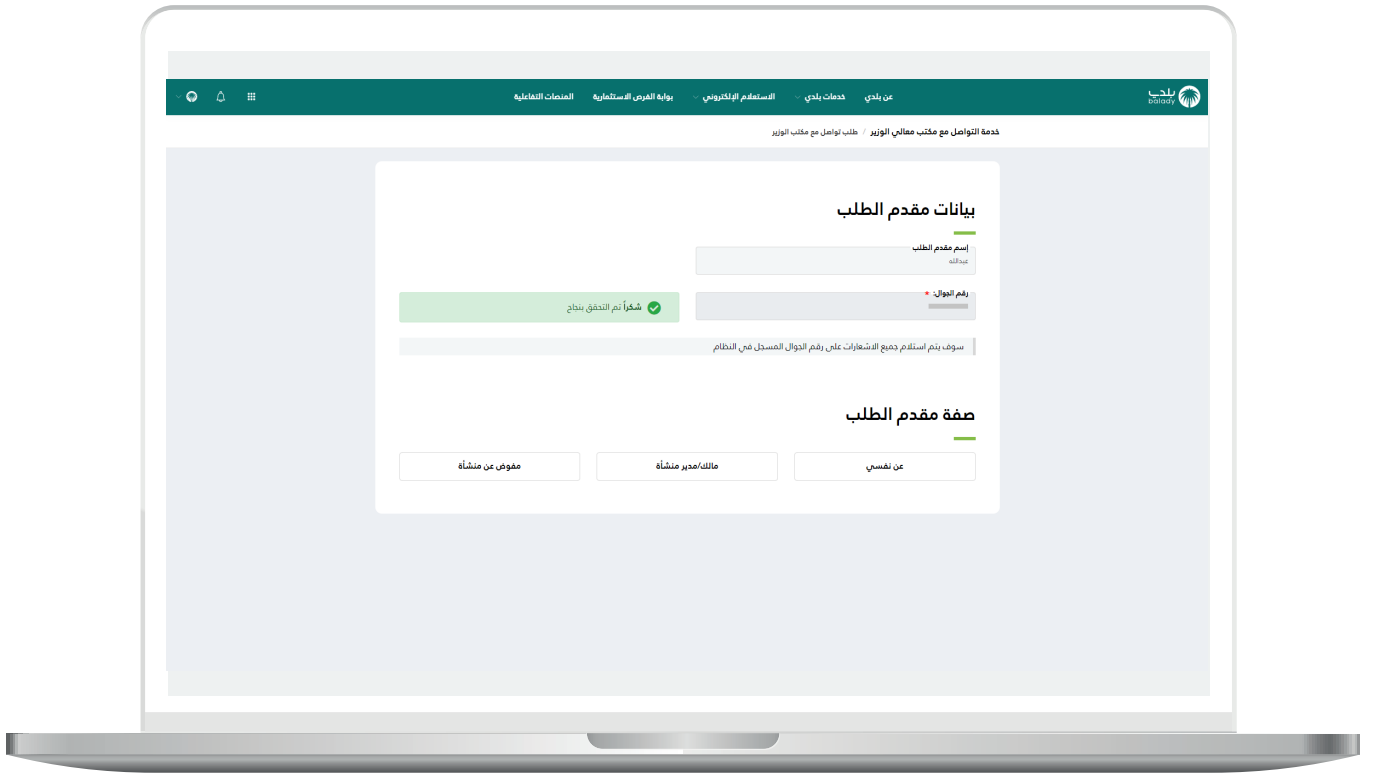 بلدي
balady
عن بلدي
خدمات بلدي
الاستعلام الإلكتروني
بوابة الفرص الاستثمارية
المنصات التفاعلية
خدمة التواصل مع مكتب معالي الوزير / طلب تواصل مع مكتب الوزير
بيانات مقدم الطلب
إسم مقدم الطلب
عبدالله
رقم الجوال: *
شكراً تم التحقق بنجاح
سوف يتم استلام جميع الاشعارات على رقم الجوال المسجل في النظام
صفة مقدم الطلب
عن نفسي
مالك/مدير منشأة
مفوض عن منشأة